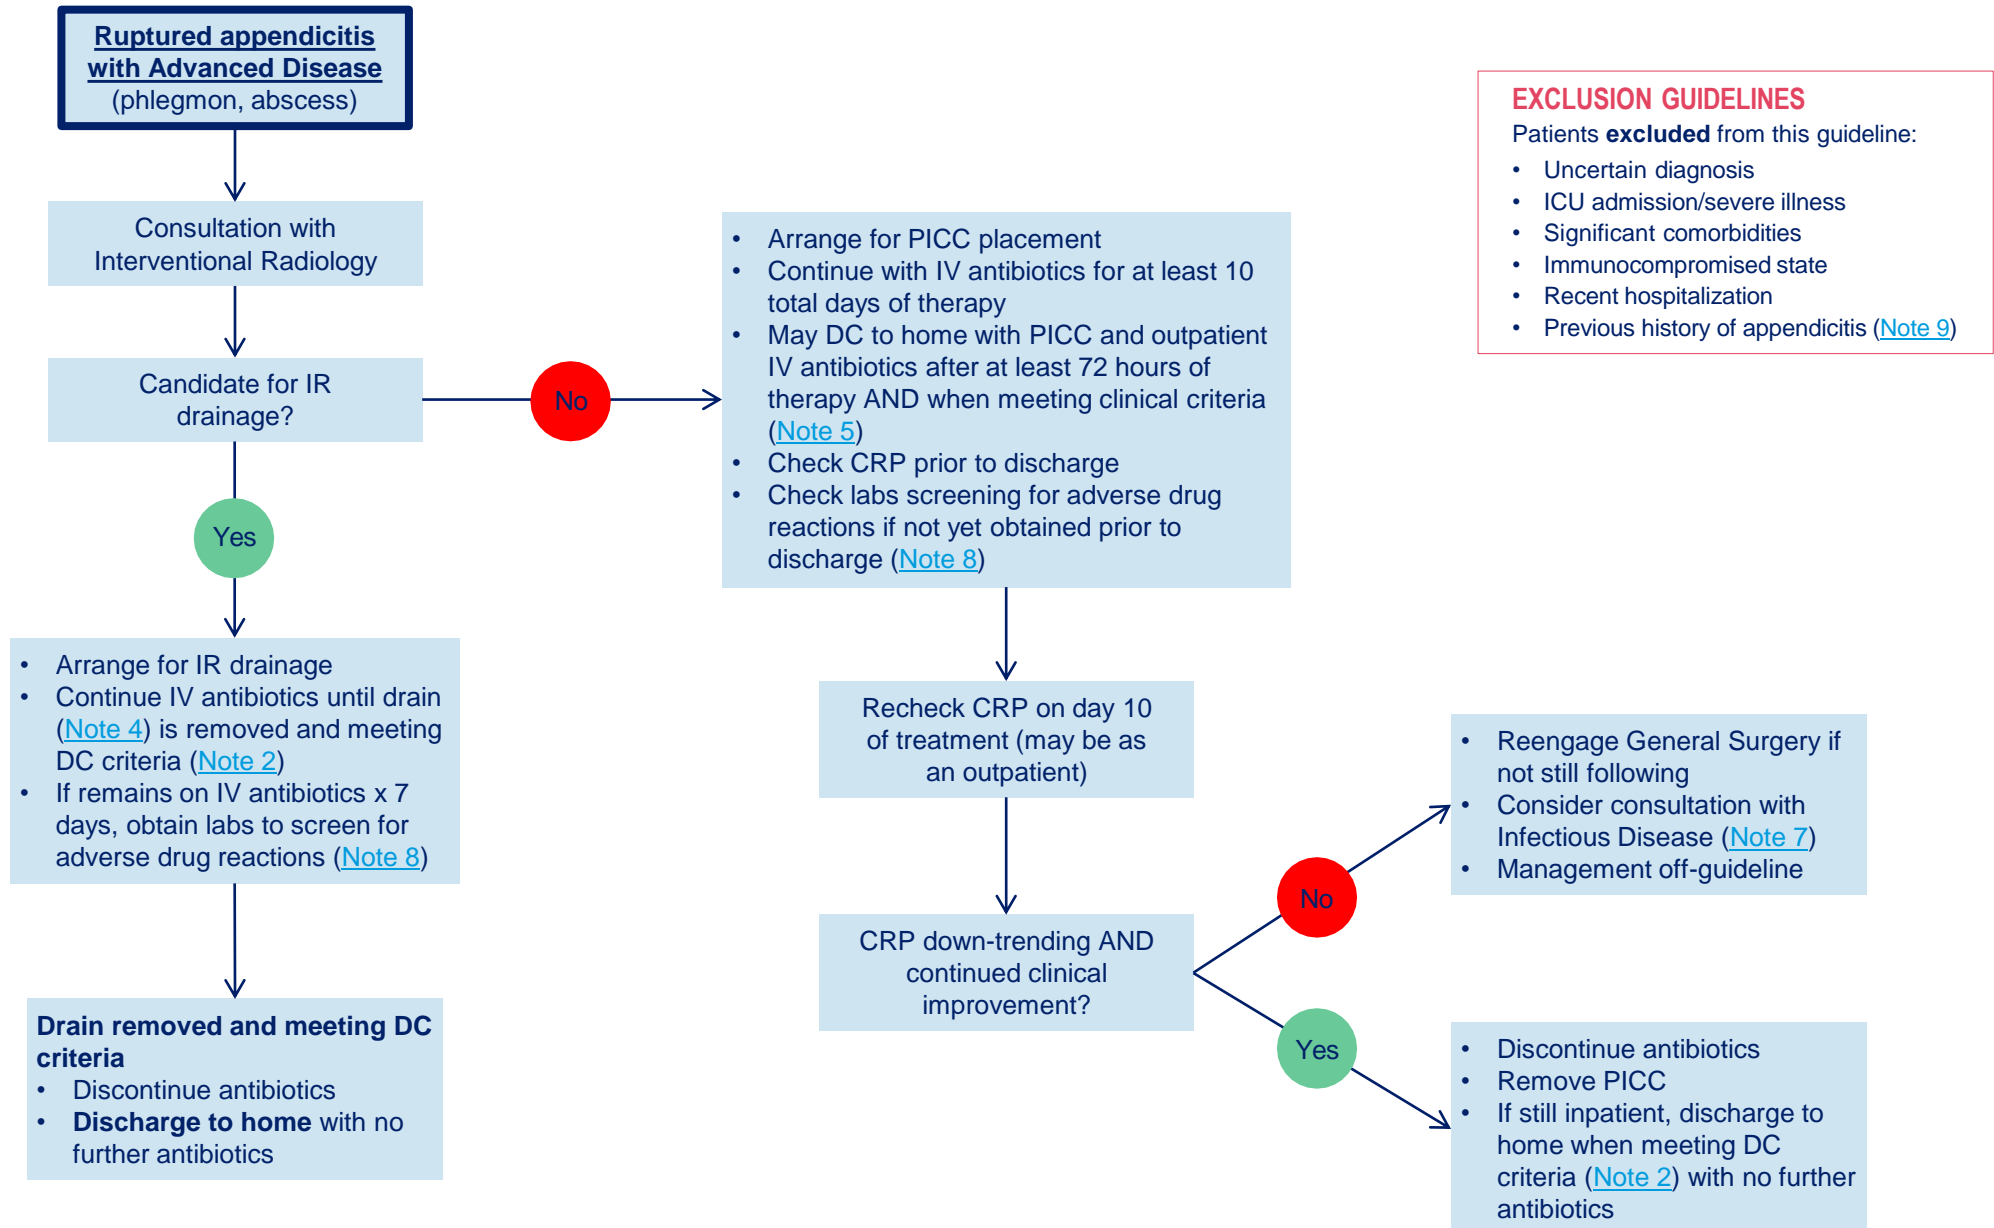 Ruptured appendicitis
with Advanced Disease
(phlegmon, abscess)
Consultation with
Interventional Radiology
Candidate for IR
drainage?
No
Yes
• Arrange for IR drainage
• Continue IV antibiotics until drain
(Note 4) is removed and meeting
DC criteria (Note 2)
• If remains on IV antibiotics x 7
days, obtain labs to screen for
adverse drug reactions (Note 8)
Drain removed and meeting DC
criteria
• Discontinue antibiotics
• Discharge to home with no
further antibiotics
• Arrange for PICC placement
• Continue with IV antibiotics for at least 10
total days of therapy
• May DC to home with PICC and outpatient
IV antibiotics after at least 72 hours of
therapy AND when meeting clinical criteria
(Note 5)
• Check CRP prior to discharge
• Check labs screening for adverse drug
reactions if not yet obtained prior to
discharge (Note 8)
Recheck CRP on day 10
of treatment (may be as
an outpatient)
CRP down-trending AND
continued clinical
improvement?
No
• Reengage General Surgery if
not still following
• Consider consultation with
Infectious Disease (Note 7)
• Management off-guideline
Yes
• Discontinue antibiotics
• Remove PICC
• If still inpatient, discharge to
home when meeting DC
criteria (Note 2) with no further
antibiotics
EXCLUSION GUIDELINES
Patients excluded from this guideline:
• Uncertain diagnosis
• ICU admission/severe illness
• Significant comorbidities
• Immunocompromised state
• Recent hospitalization
• Previous history of appendicitis (Note 9)